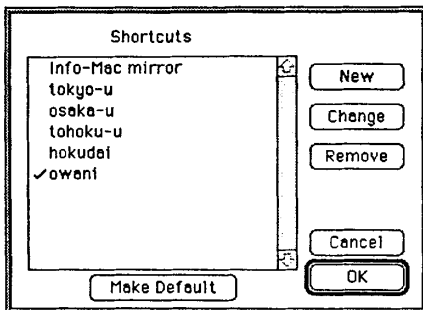 Shortcuts
Info-Mac mirror
tokyo-u
osaka-u
tohoku-u
hokudai
✓owani
New
Change
Remove
Cancel
OK
Make Default